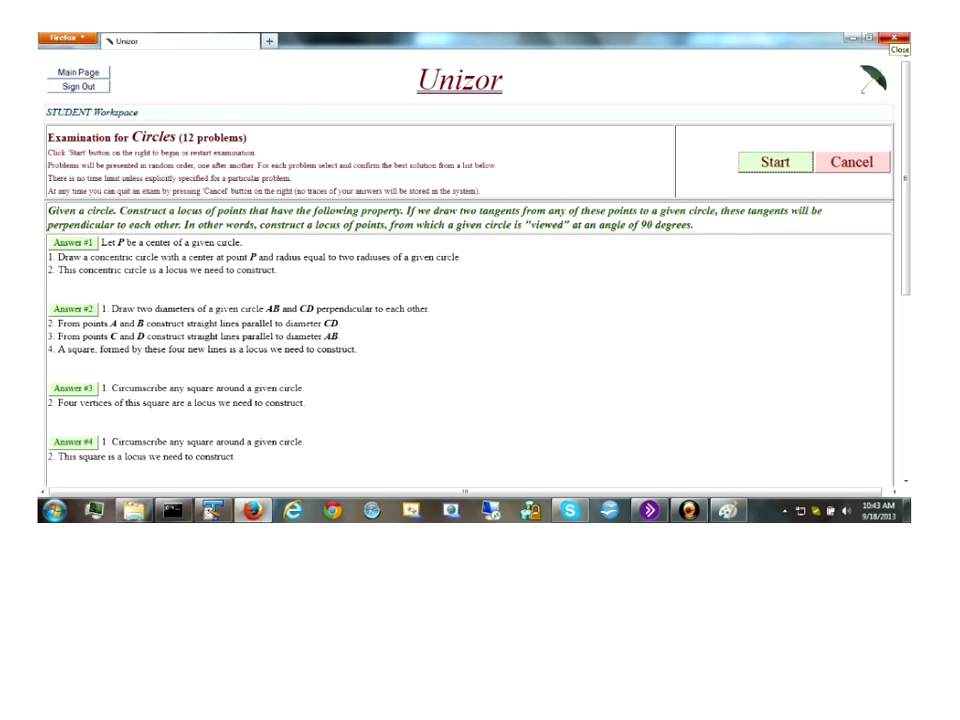 Firefox
Unizor
+
Close
Main Page
Sign Out
Unizor
STUDENT Workspace
Examination for Circles (12 problems)
Click 'Start' button on the right to begin or restart examination.
Problems will be presented in random order, one after another. For each problem select and confirm the best solution from a list below.
There is no time limit unless explicitly specified for a particular problem.
At any time you can quit an exam by pressing 'Cancel' button on the right (no traces of your answers will be stored in the system).
Start
Cancel
Given a circle. Construct a locus of points that have the following property. If we draw two tangents from any of these points to a given circle, these tangents will be
perpendicular to each other. In other words, construct a locus of points, from which a given circle is "viewed" at an angle of 90 degrees.
Answer #1 Let P be a center of a given circle.
1. Draw a concentric circle with a center at point P and radius equal to two radiuses of a given circle.
2. This concentric circle is a locus we need to construct.
Answer #2 1. Draw two diameters of a given circle AB and CD perpendicular to each other.
2. From points A and B construct straight lines parallel to diameter CD.
3. From points C and D construct straight lines parallel to diameter AB.
4. A square, formed by these four new lines is a locus we need to construct.
Answer #3 1. Circumscribe any square around a given circle.
2. Four vertices of this square are a locus we need to construct.
Answer #4 1. Circumscribe any square around a given circle.
2. This square is a locus we need to construct
10:43 AM
9/18/2013